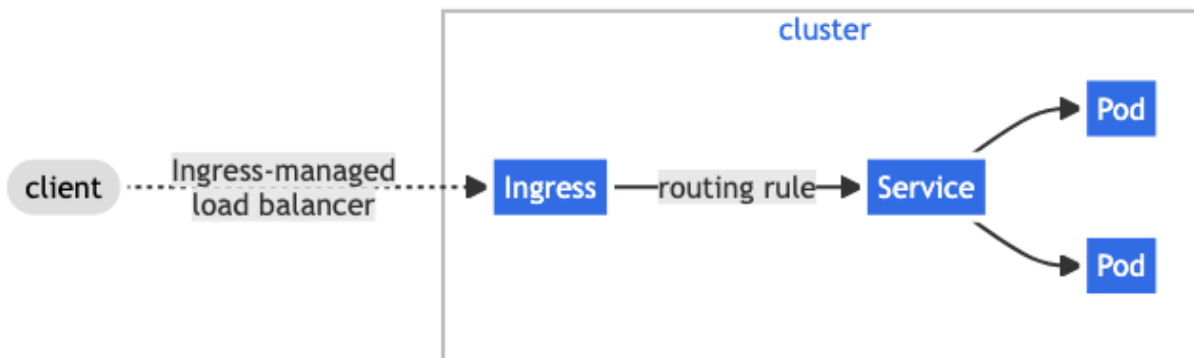 cluster
Pod
client
Ingress-managed
load balancer
Ingress
routing rule
Service
Pod